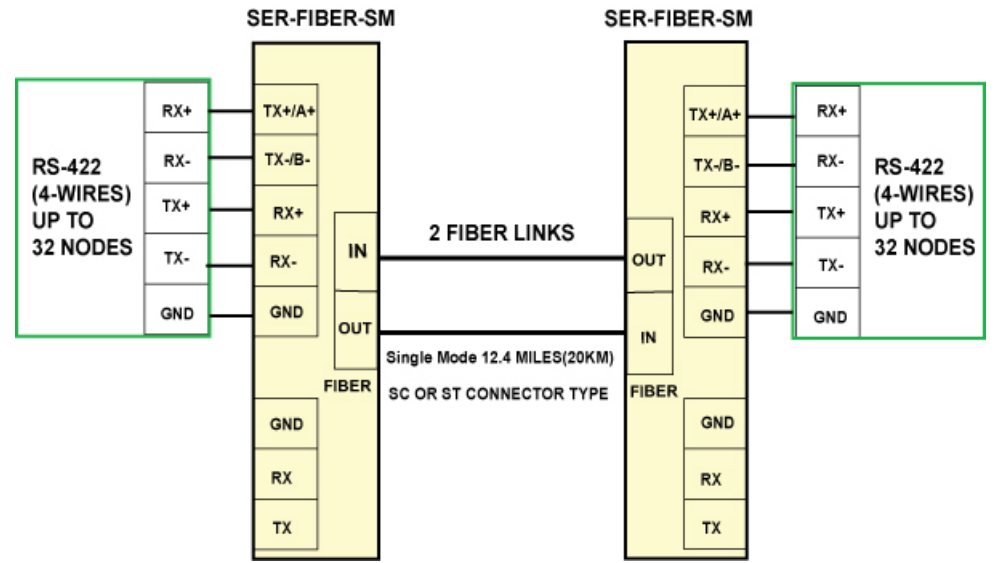 SER-FIBER-SM
SER-FIBER-SM
RS-422
(4-WIRES)
UP TO
32 NODES
RX+
RX-
TX+
TX-
GND
TX+/A+
TX-/B-
RX+
RX-
GND
IN
OUT
FIBER
GND
RX
TX
2 FIBER LINKS
Single Mode 12.4 MILES(20KM)
SC OR ST CONNECTOR TYPE
OUT
IN
FIBER
TX+/A+
TX-/B-
RX+
RX-
GND
GND
RX
TX
RX+
RX-
TX+
TX-
GND
RS-422
(4-WIRES)
UP TO
32 NODES